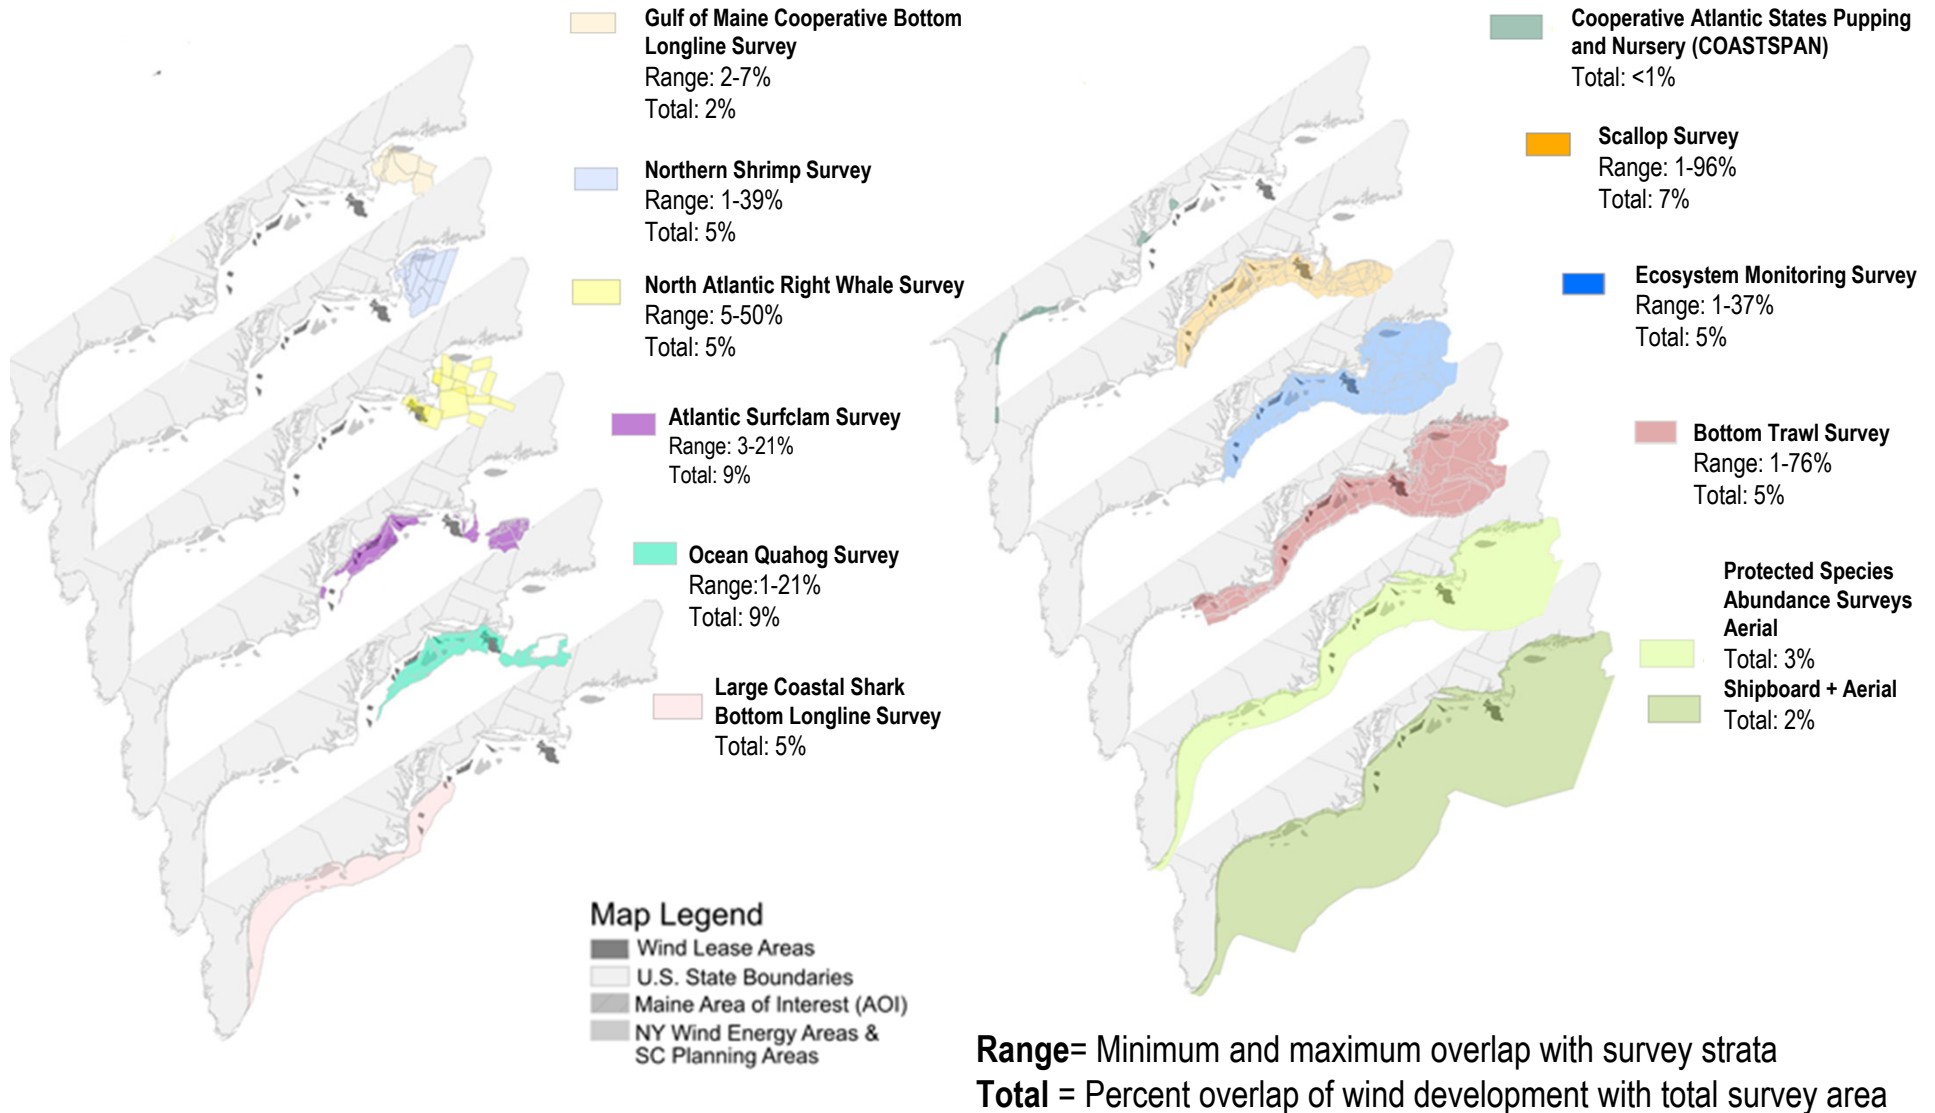 Gulf of Maine Cooperative Bottom
Longline Survey
Range: 2-7%
Total: 2%
Northern Shrimp Survey
Range: 1-39%
Total: 5%
North Atlantic Right Whale Survey
Range: 5-50%
Total: 5%
Atlantic Surfclam Survey
Range: 3-21%
Total: 9%
Ocean Quahog Survey
Range:1-21%
Total: 9%
Large Coastal Shark
Bottom Longline Survey
Total: 5%
Map Legend
Wind Lease Areas
U.S. State Boundaries
Maine Area of Interest (AOI)
NY Wind Energy Areas &
SC Planning Areas
Cooperative Atlantic States Pupping
and Nursery (COASTSPAN)
Total: <1%
Scallop Survey
Range: 1-96%
Total: 7%
Ecosystem Monitoring Survey
Range: 1-37%
Total: 5%
Bottom Trawl Survey
Range: 1-76%
Total: 5%
Protected Species
Abundance Surveys
Aerial
Total: 3%
Shipboard + Aerial
Total: 2%
Range= Minimum and maximum overlap with survey strata
Total = Percent overlap of wind development with total survey area